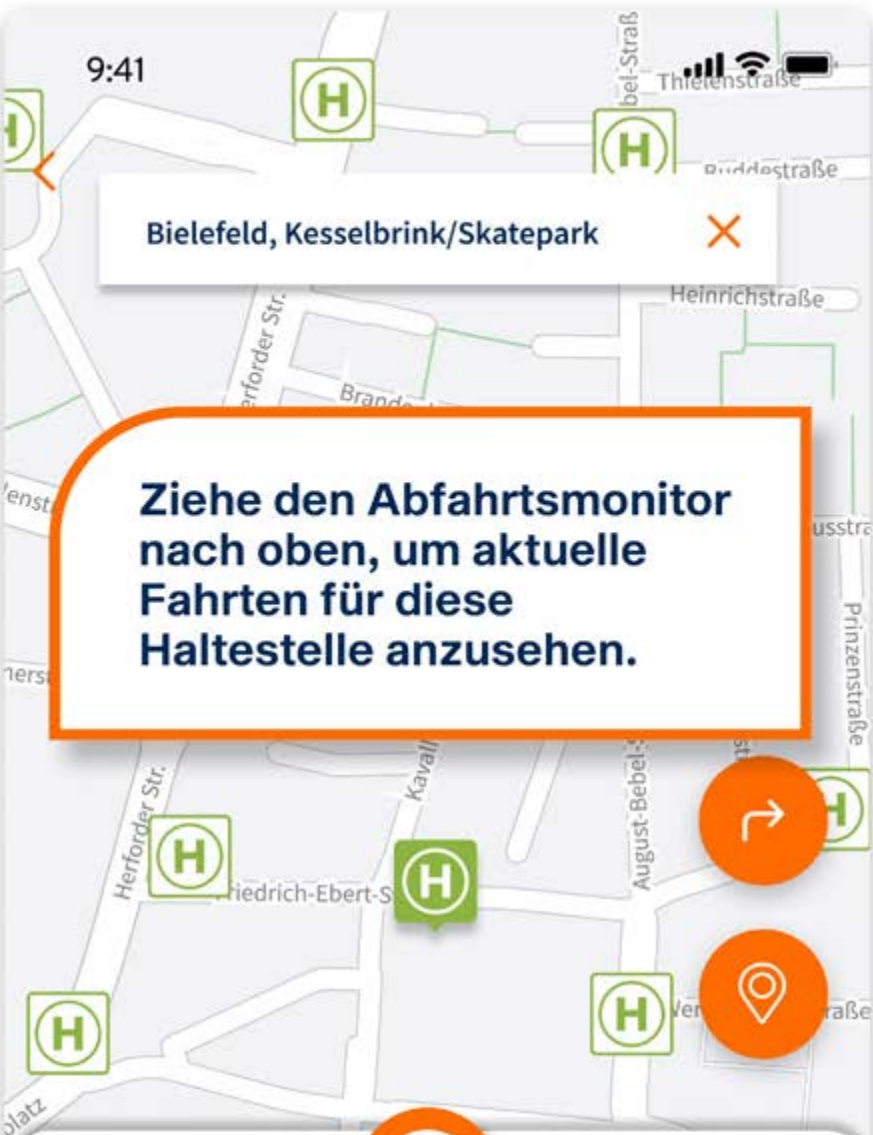 9:41
Thielenstraße
H
H
H
Buddestraße
Bielefeld, Kesselbrink/Skatepark
Heinrichstraße
Ziehe den Abfahrtsmonitor
nach oben, um aktuelle
Fahrten für diese
Haltestelle anzusehen.
Prinzenstraße
Herforder Str.
August-Bebel-
H
H
H
H
H